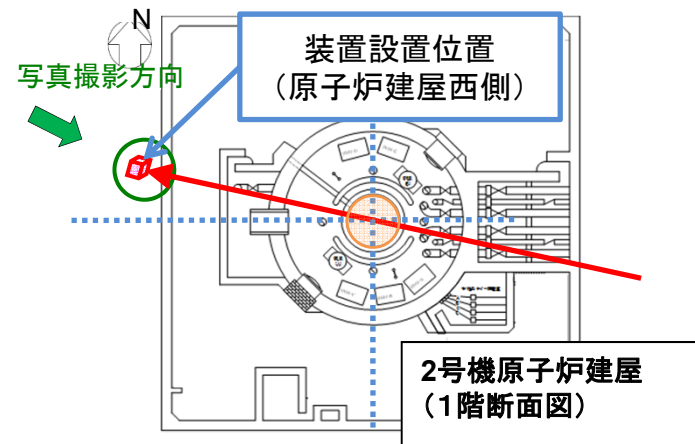 N
装置設置位置
（原子炉建屋西側）
写真撮影方向
2号機原子炉建屋
（１階断面図）